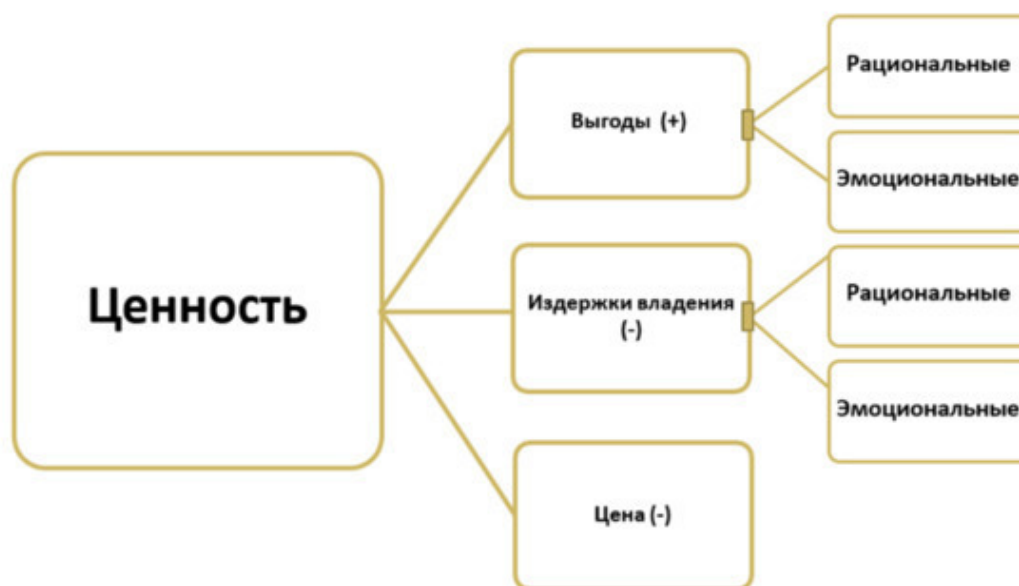 Ценность
Выгоды (+)
Рациональные
Эмоциональные
Издержки владения
(-)
Рациональные
Эмоциональные
Цена (-)